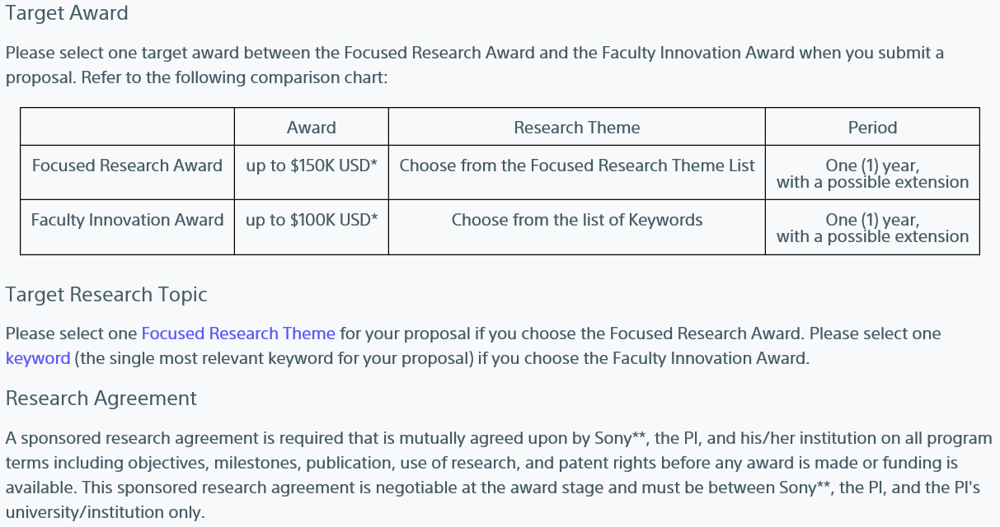 Target Award
Please select one target award between the Focused Research Award and the Faculty Innovation Award when you submit a
proposal. Refer to the following comparison chart:
Award Research Theme Period
Focused Research Award up to $150K USD* Choose from the Focused Research Theme List One (1) year,
with a possible extension
Faculty Innovation Award up to $100K USD* Choose from the list of Keywords One (1) year,
with a possible extension
Target Research Topic
Please select one Focused Research Theme for your proposal if you choose the Focused Research Award. Please select one
keyword (the single most relevant keyword for your proposal) if you choose the Faculty Innovation Award.
Research Agreement
A sponsored research agreement is required that is mutually agreed upon by Sony**, the PI, and his/her institution on all program
terms including objectives, milestones, publication, use of research, and patent rights before any award is made or funding is
available. This sponsored research agreement is negotiable at the award stage and must be between Sony**, the PI, and the PI's
university/institution only.